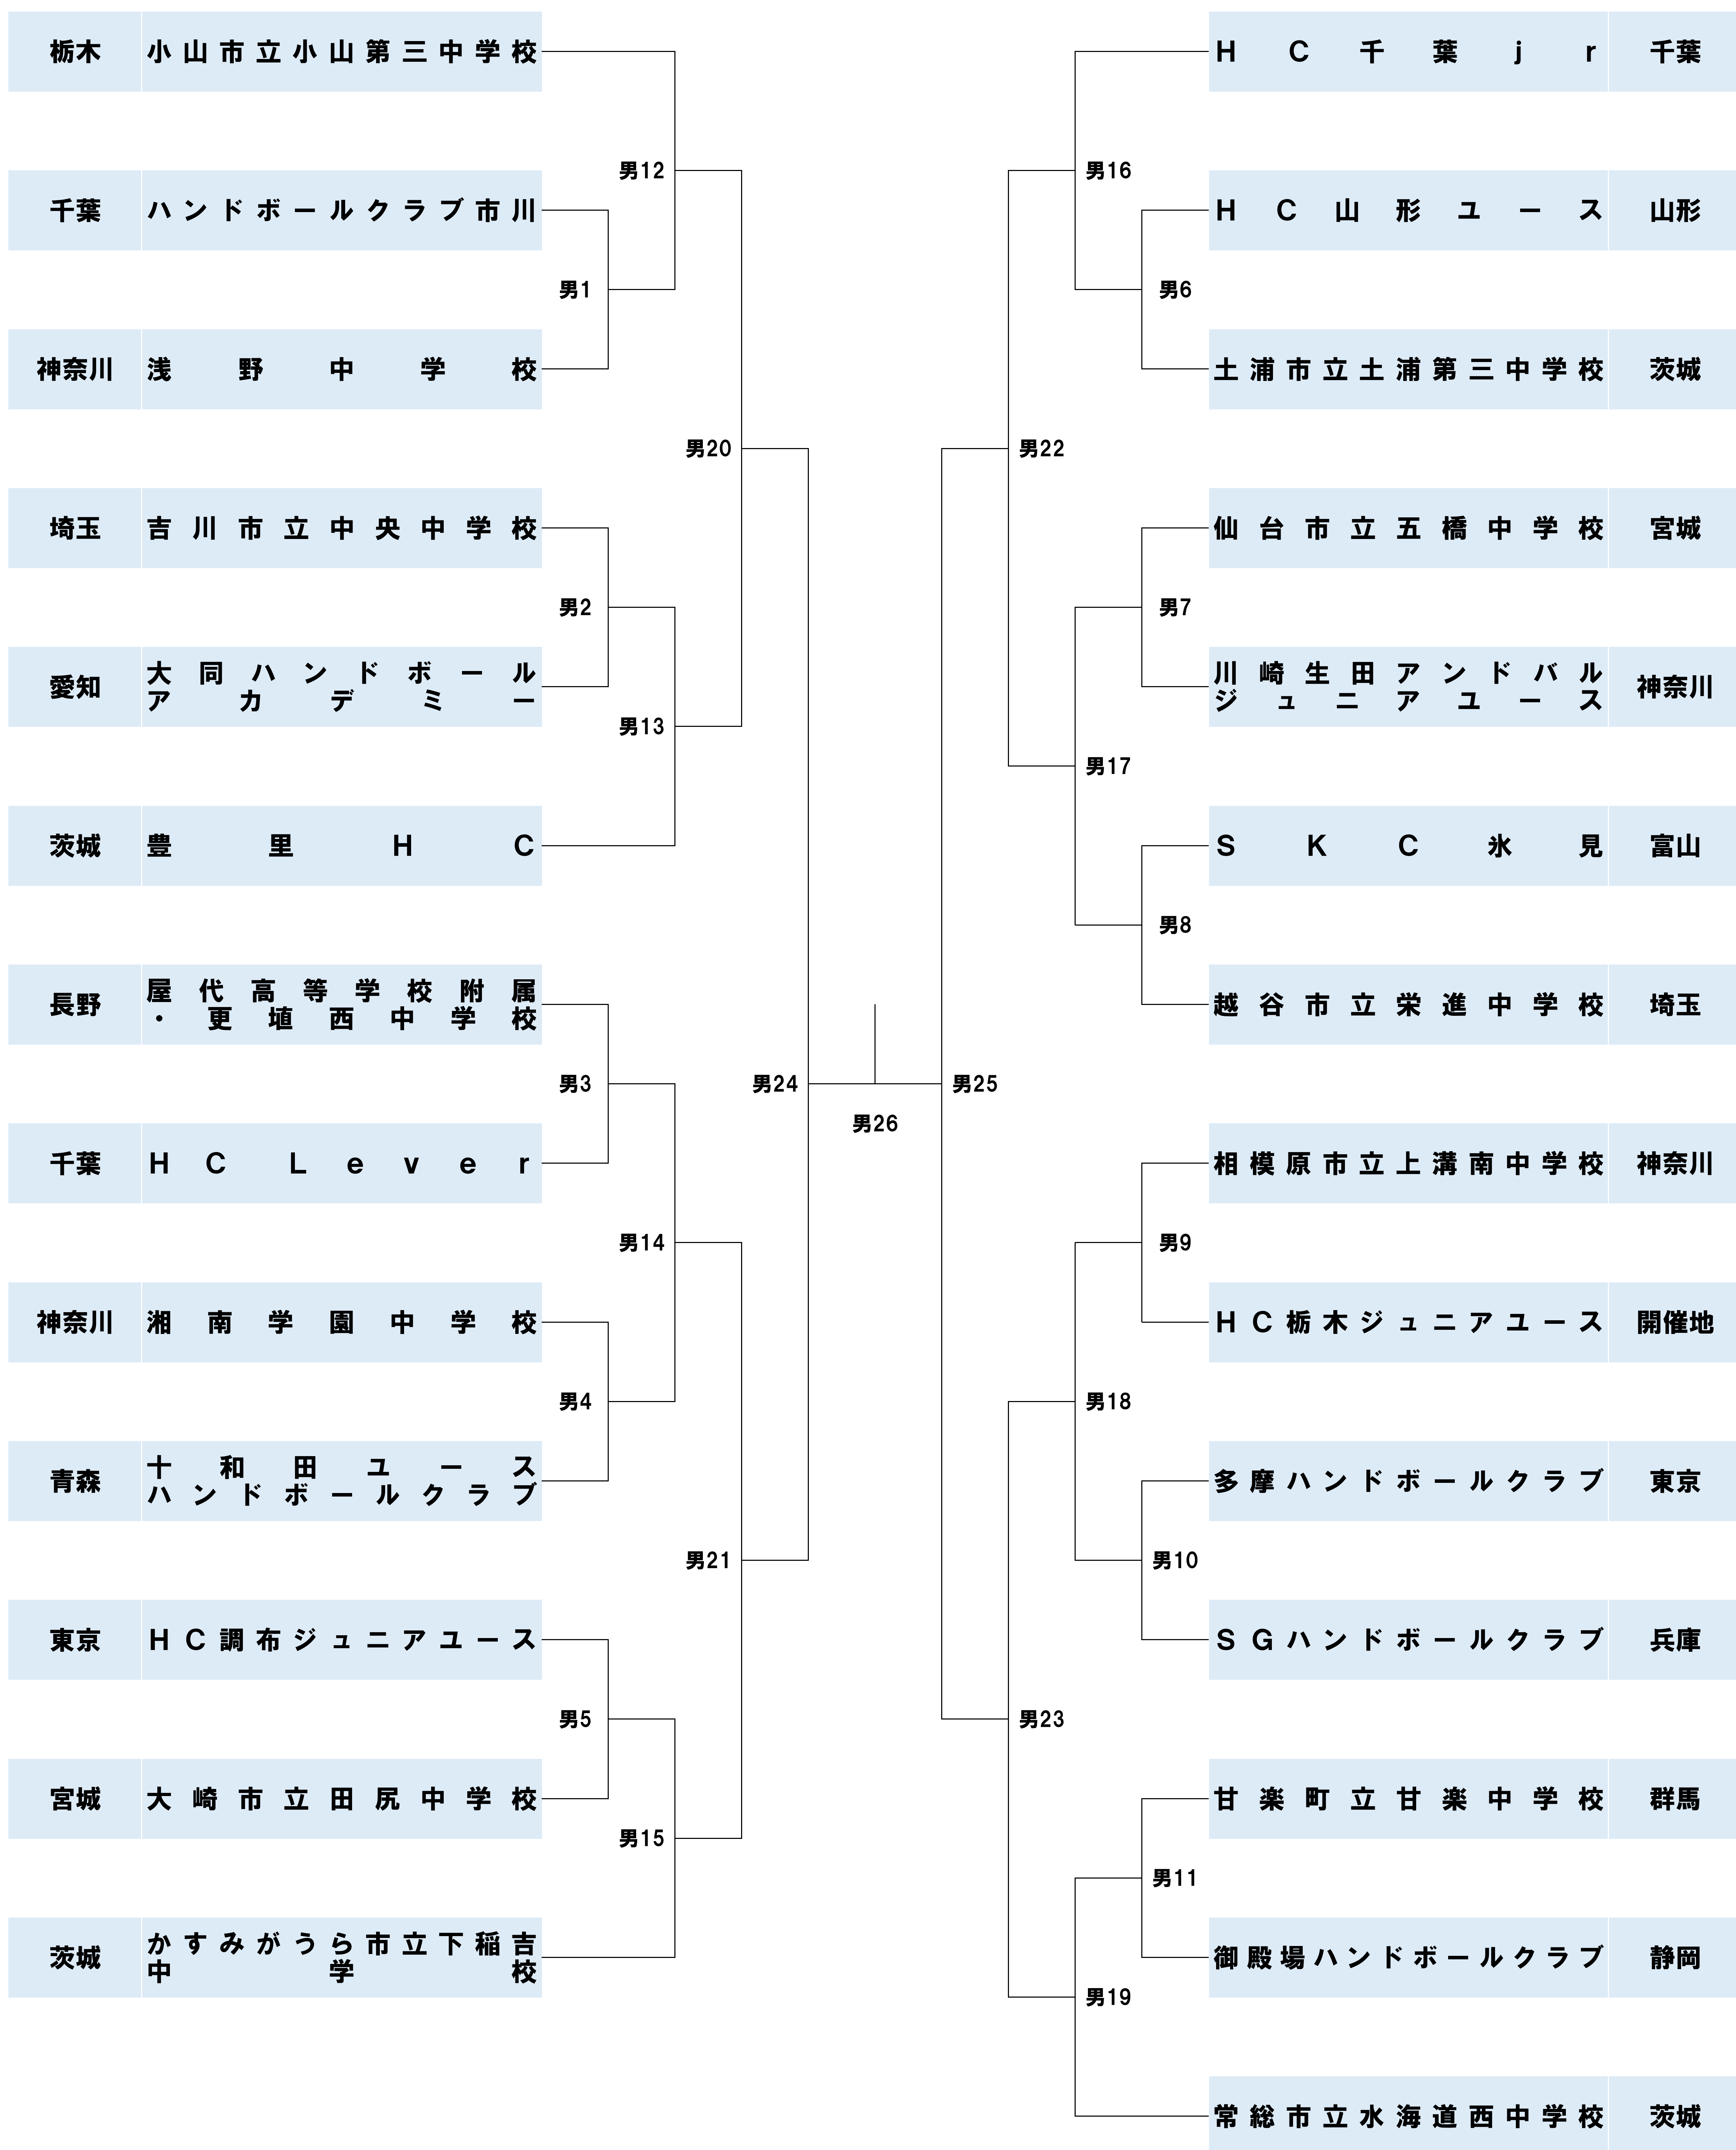 栃木 小山市立小山第三中学校
千葉 ハンドボールクラブ市川
神奈川 浅野中学校
埼玉 吉川市立中央中学校
愛知 大同ハンドボール
アカデミー
茨城 豊里HC
長野 屋代高等学校附属
・更埴西中学校
千葉 HC Lever
神奈川 湘南学園中学校
青森 十和田ユース
ハンドボールクラブ
東京 HC調布ジュニアユース
宮城 大崎市立田尻中学校
茨城 かすみがうら市立下稲吉
中学校
男1
男2
男3
男4
男5
男12
男13
男14
男15
男20
男21
男24
男26
男25
男22
男23
男16
男17
男18
男19
男6
男7
男8
男9
男10
男11
HC千葉jr 千葉
HC山形ユース 山形
土浦市立土浦第三中学校 茨城
仙台市立五橋中学校 宮城
川崎生田アンドバル
ジュニアユース 神奈川
SKC氷見 富山
越谷市立栄進中学校 埼玉
相模原市立上溝南中学校 神奈川
HC栃木ジュニアユース 開催地
多摩ハンドボールクラブ 東京
SGハンドボールクラブ 兵庫
甘楽町立甘楽中学校 群馬
御殿場ハンドボールクラブ 静岡
常総市立水海道西中学校 茨城